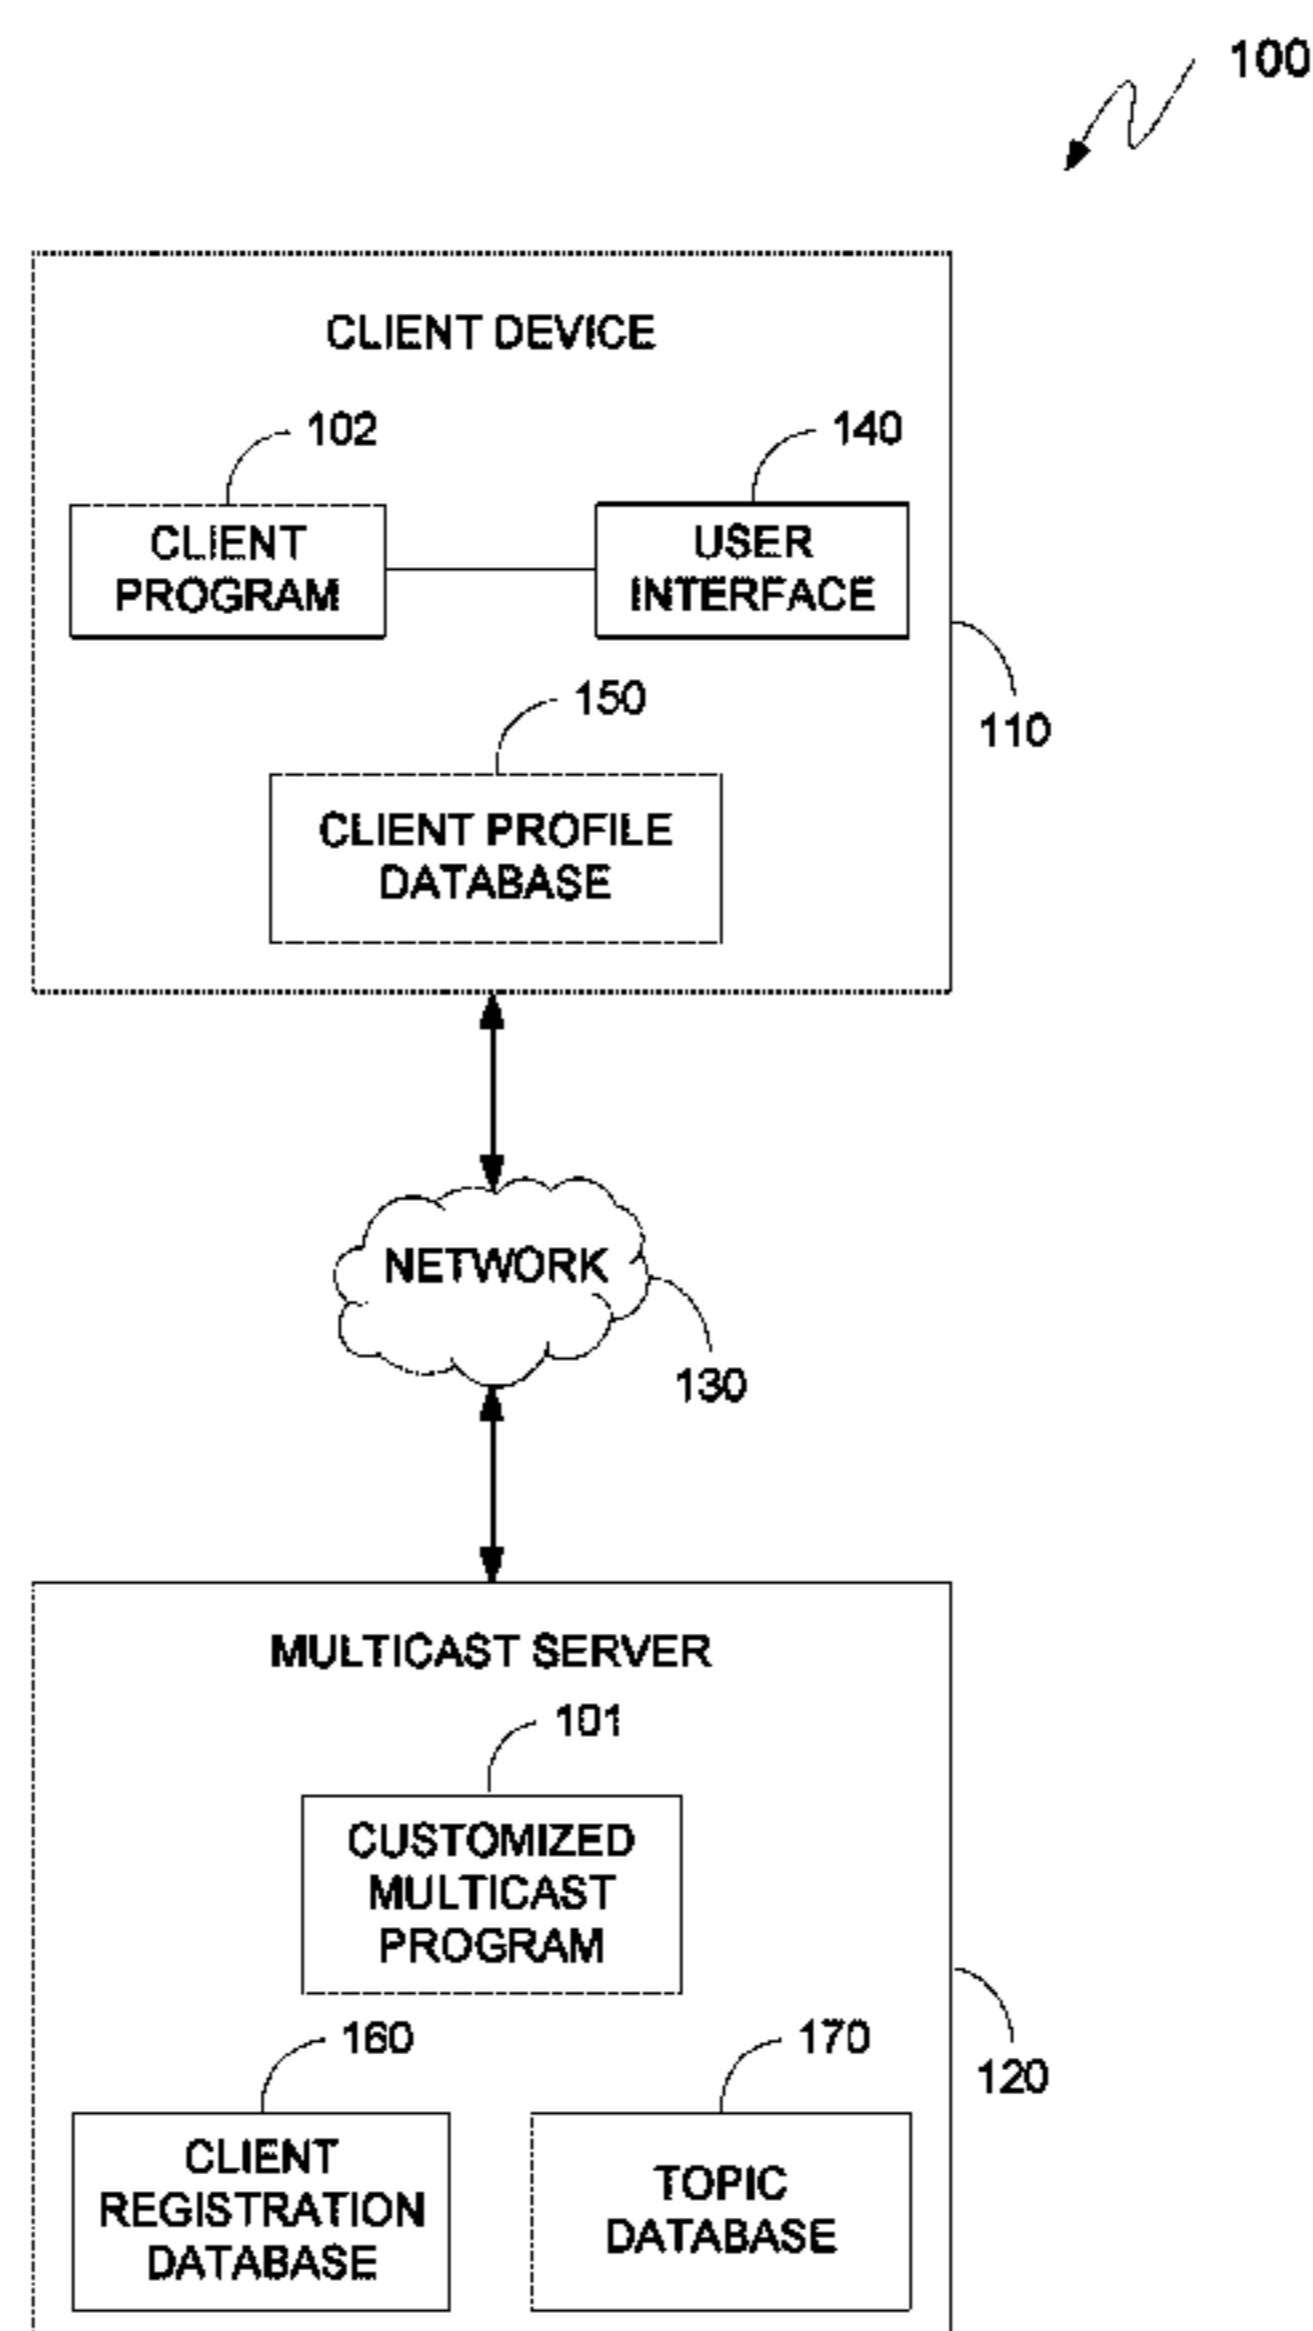 100
CLIENT DEVICE
102
140
CLIENT
PROGRAM
USER
INTERFACE
150
110
CLIENT PROFILE
DATABASE
NETWORK
130
MULTICAST SERVER
101
CUSTOMIZED
MULTICAST
PROGRAM
160
170
120
CLIENT
REGISTRATION
DATABASE
TOPIC
DATABASE